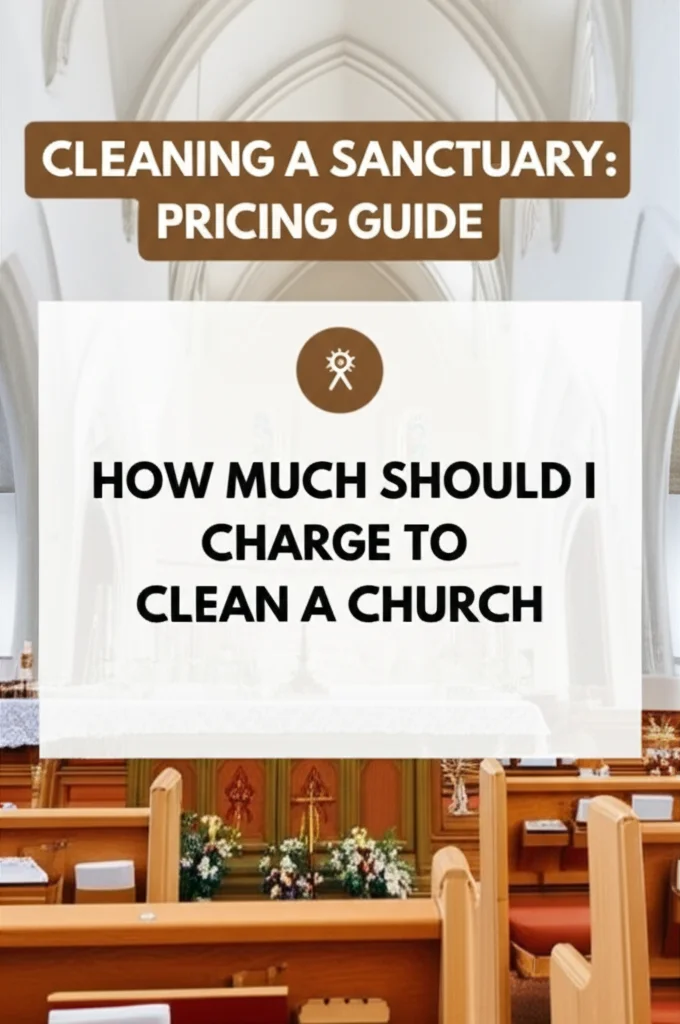 CLEANING A SANCTUARY:
PRICING GUIDE
HOW MUCH SHOULD I
CHARGE TO
CLEAN A CHURCH